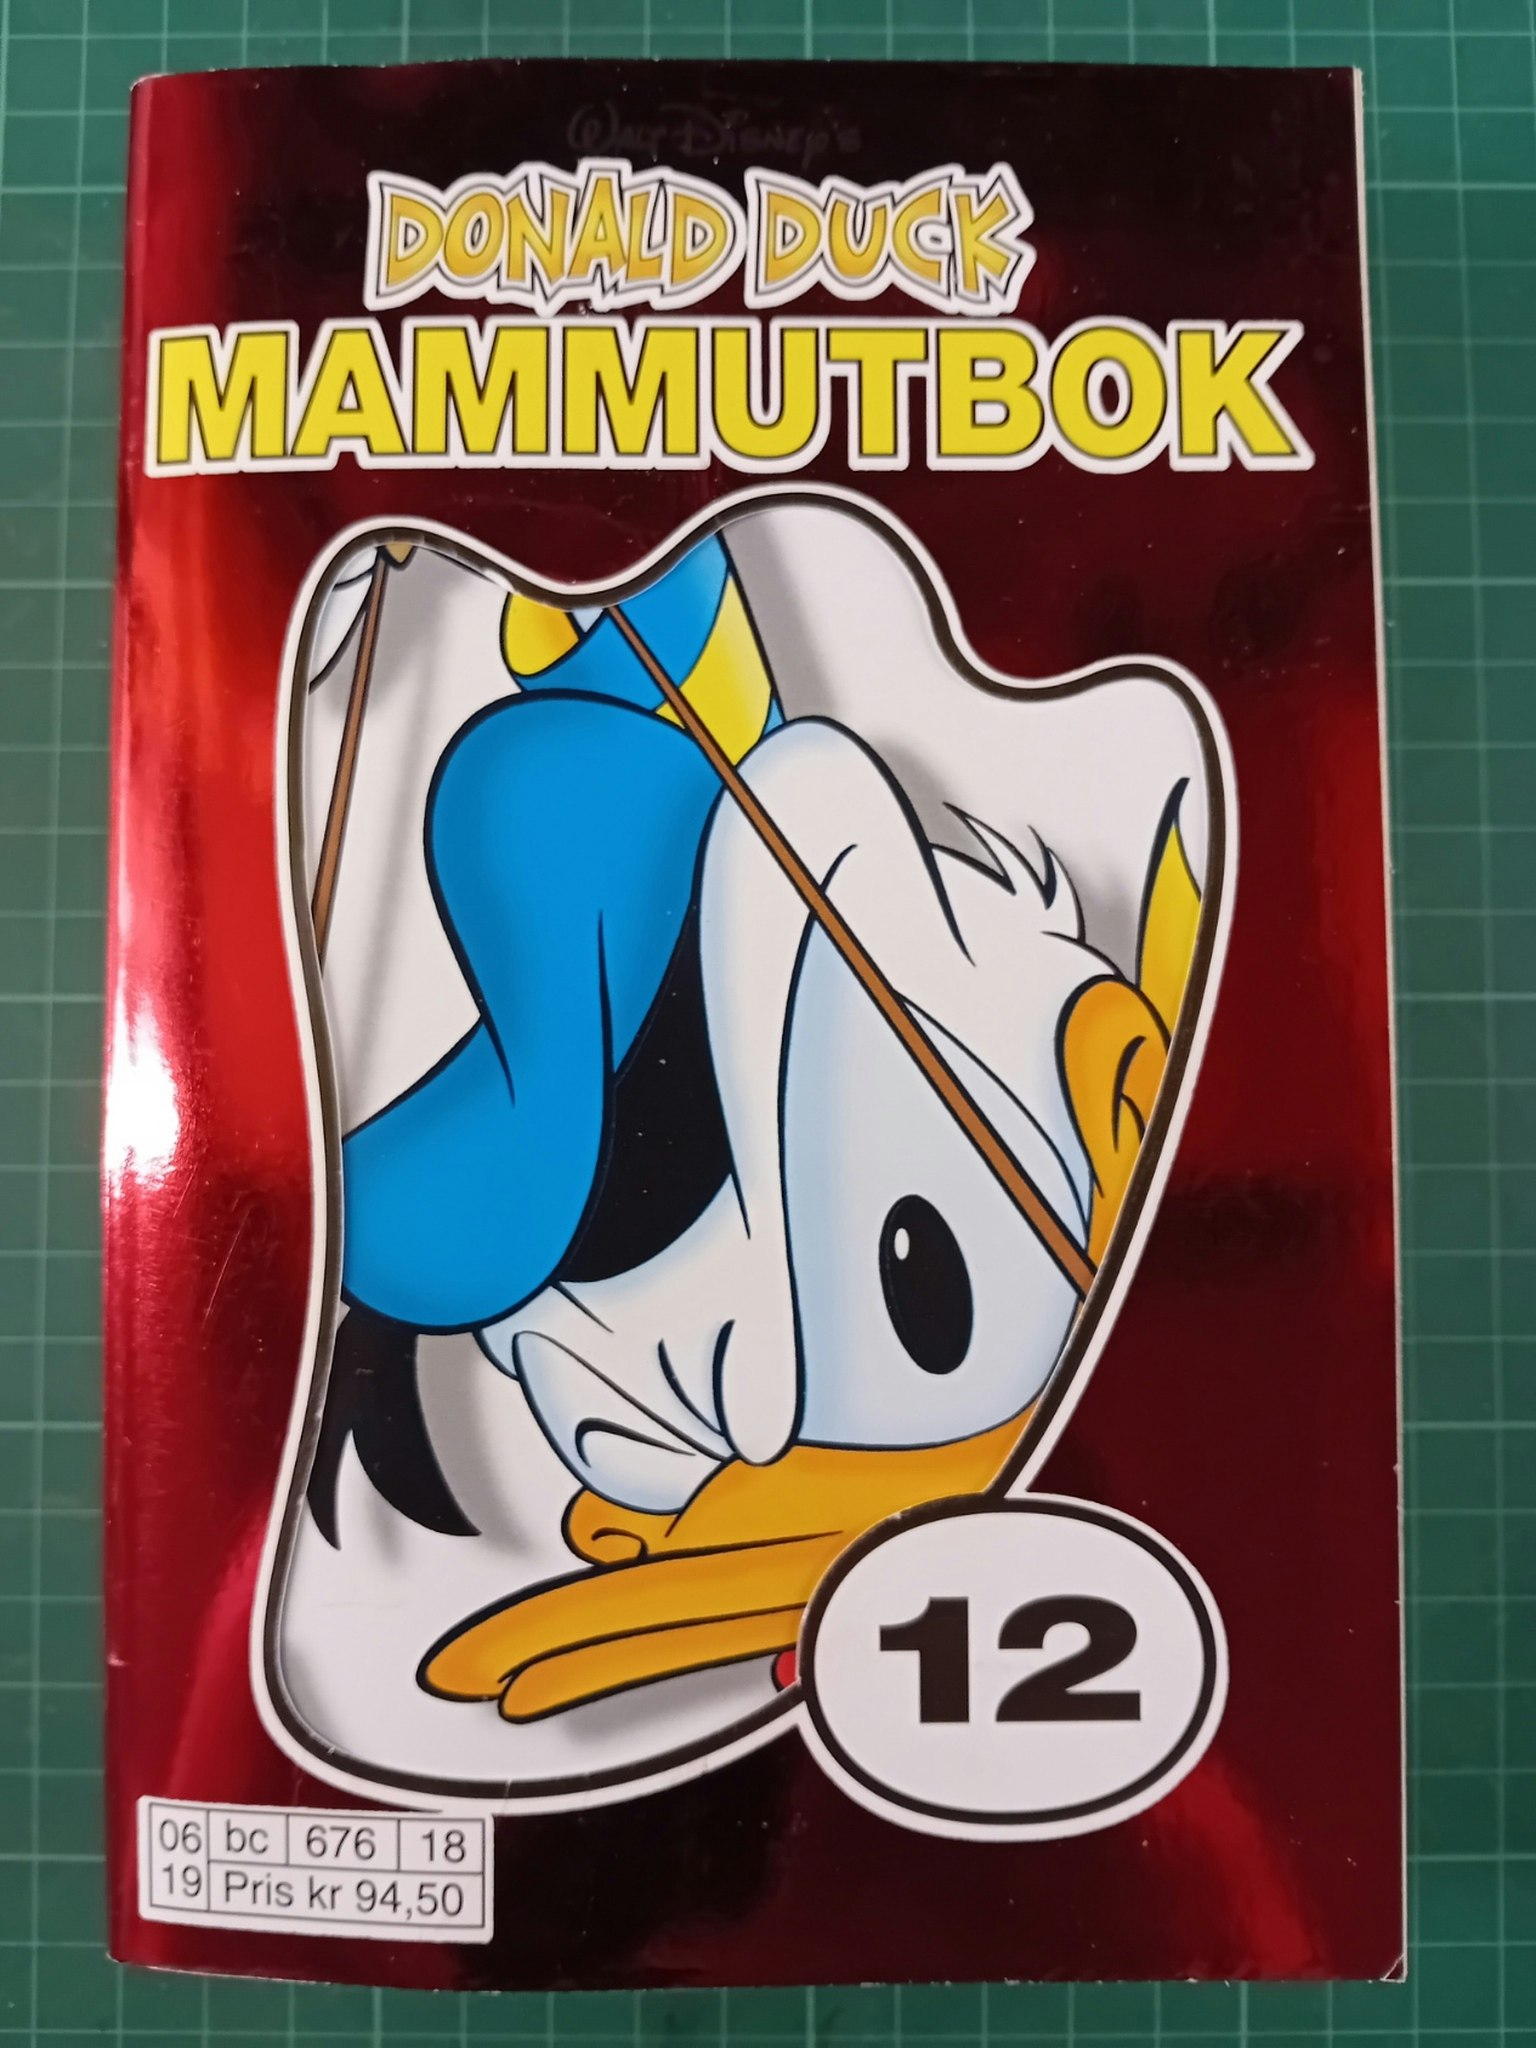 Walt Disney's
DONALD DUCK
MAMMUTBOK
12
06 bc 676 18
19 Pris kr 94,50